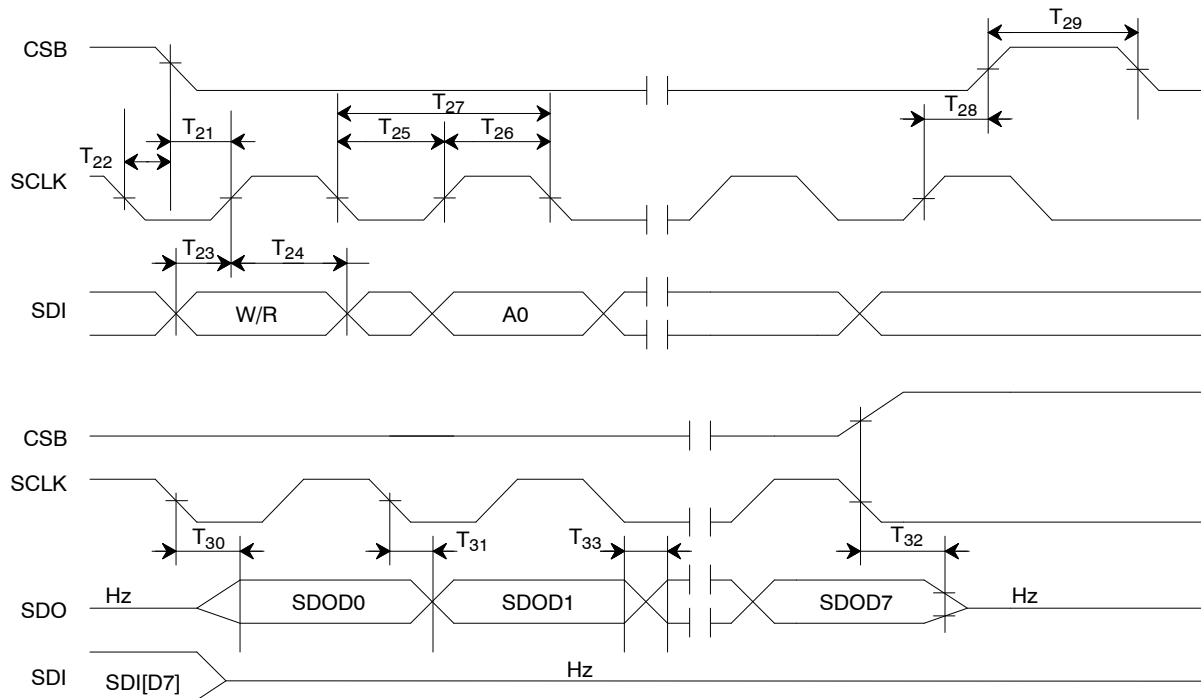 CSB
T29
T27
T28
T21
T25
T26
T22
SCLK
T23
T24
SDI
W/R
A0
CSB
SCLK
T30
T31
T33
T32
Hz
SDO
SDOD0
SDOD1
SDOD7
Hz
SDI
SDI[D7]
Hz